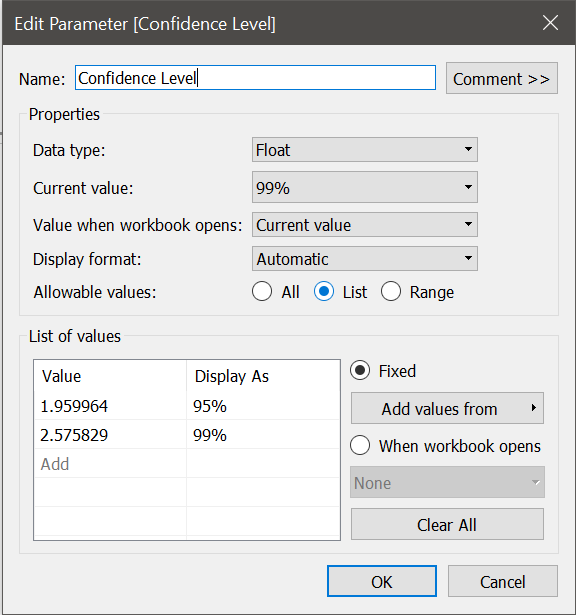 Edit Parameter [Confidence Level]
Name: Confidence Level Comment >>
Properties
Data type: Float
Current value: 99%
Value when workbook opens: Current value
Display format: Automatic
Allowable values: All List Range
List of values
Value Display As
1.959964 95%
2.575829 99%
Add
Fixed
Add values from
When workbook opens
None
Clear All
OK Cancel